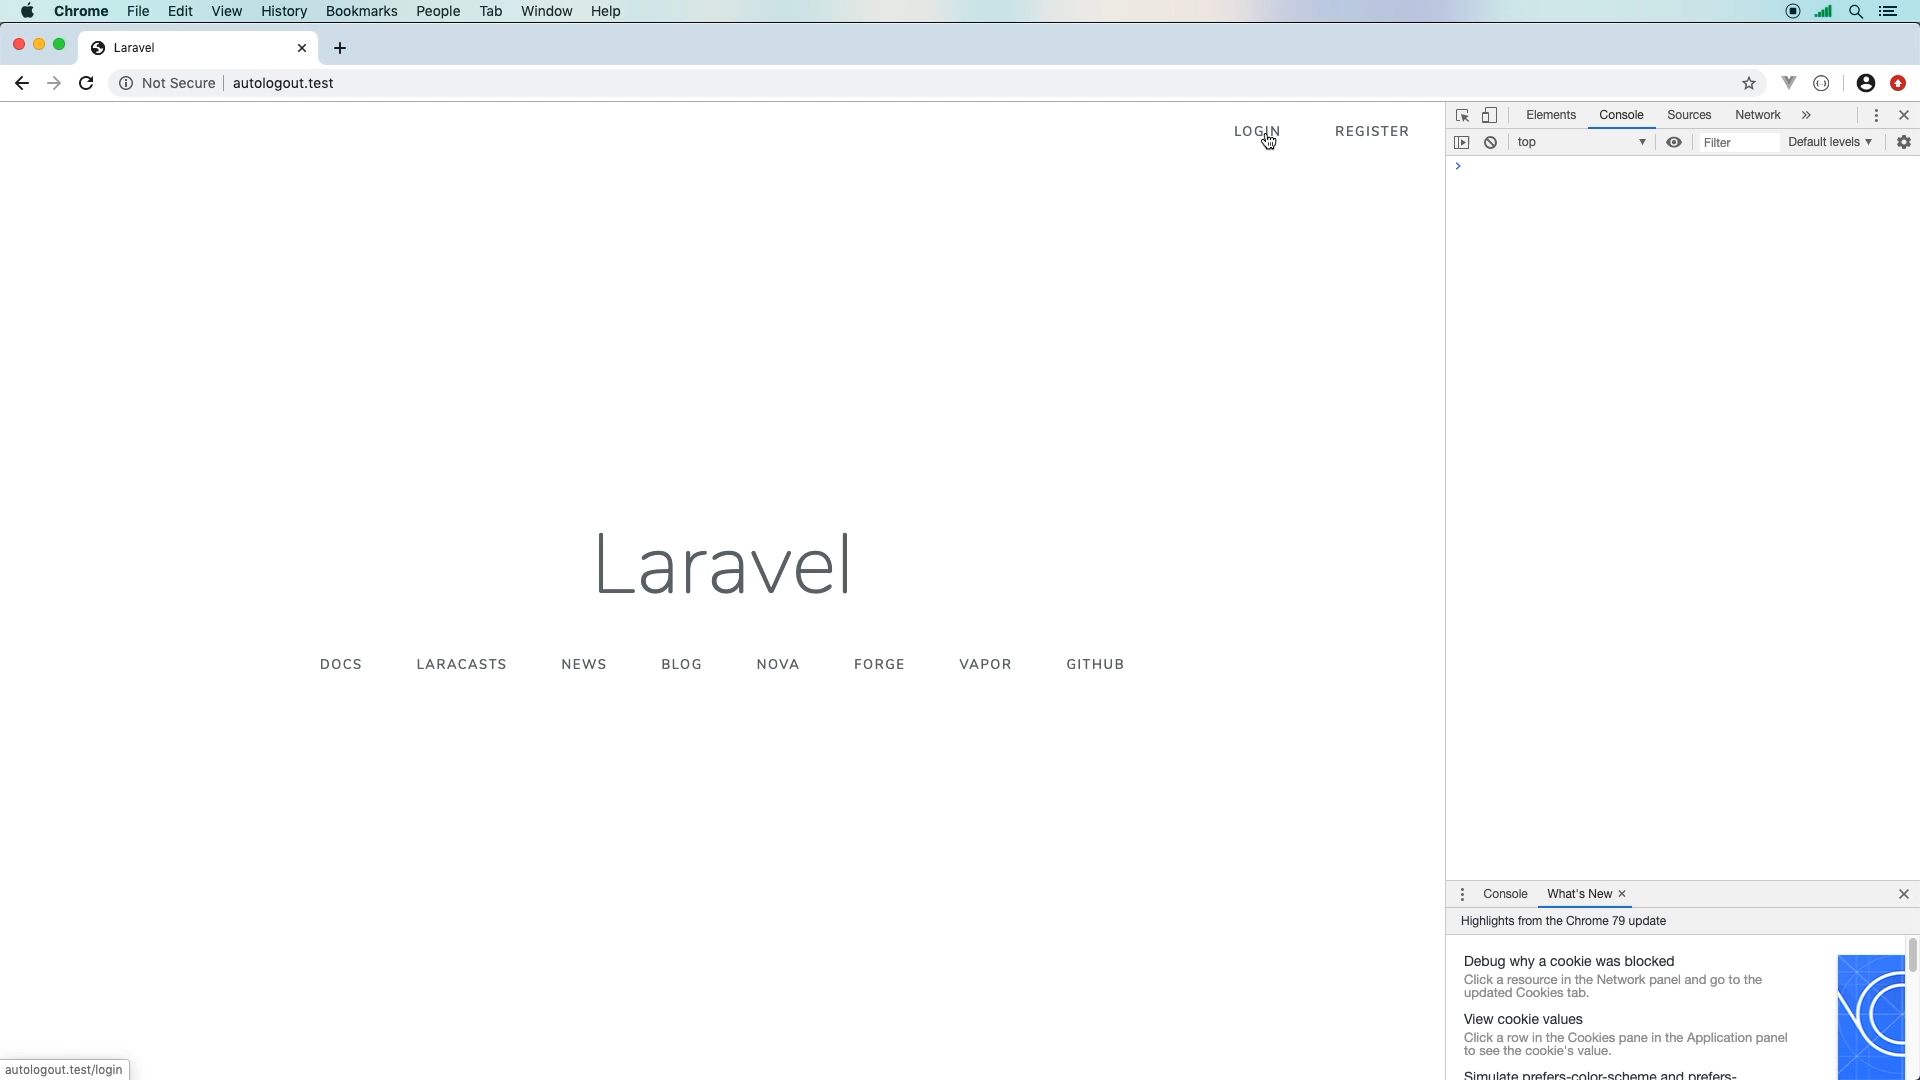 Chrome File Edit View History Bookmarks People Tab Window Help
Laravel
Not Secure autologout.test
LOGIN REGISTER
Laravel
DOCS LARACASTS NEWS BLOG NOVA FORGE VAPOR GITHUB
autologout.test/login
Elements Console Sources Network »
top Filter Default levels
Console What's New
Highlights from the Chrome 79 update
Debug why a cookie was blocked
Click a resource in the Network panel and go to the
updated Cookies tab.
View cookie values
Click a row in the Cookies pane in the Application panel
to see the cookie's value.
Simulate prefers-color-scheme and prefers-